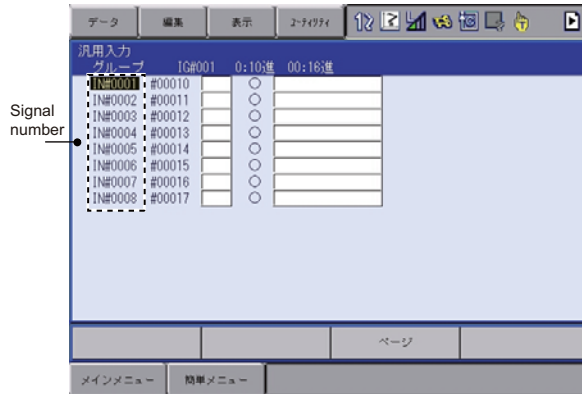 データ 編集 表示 ユーティリティ
汎用入力
グループ IG#001 0:10進 00:16進
Signal number
IN#0001 #00010
IN#0002 #00011
IN#0003 #00012
IN#0004 #00013
IN#0005 #00014
IN#0006 #00015
IN#0007 #00016
IN#0008 #00017
ページ
メインメニュー 簡単メニュー